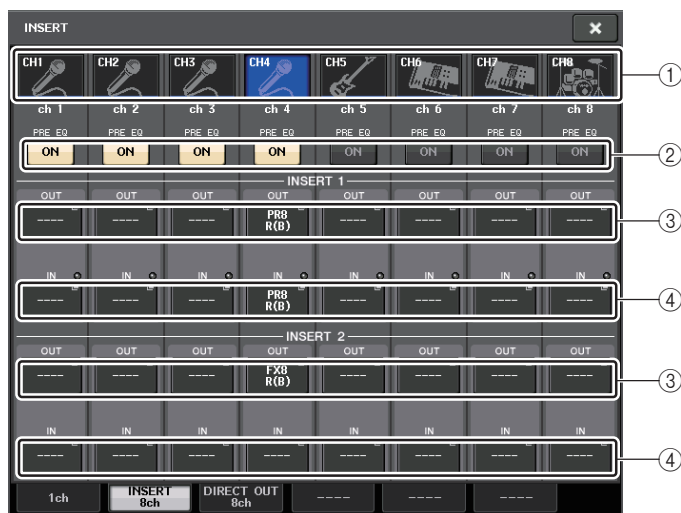 INSERT ×
CH1 CH2 CH3 CH4 CH5 CH6 CH7 CH8
①
ch 1 ch 2 ch 3 ch 4 ch 5 ch 6 ch 7 ch 8
PRE EQ PRE EQ PRE EQ PRE EQ PRE EQ PRE EQ PRE EQ PRE EQ
ON ON ON ON ON ON ON ON ②
INSERT 1
OUT OUT OUT OUT OUT OUT OUT OUT
---- ---- ---- PR8 R(B) ---- ---- ---- ---- ③
IN IN IN IN IN IN IN IN
---- ---- ---- PR8 R(B) ---- ---- ---- ---- ④
INSERT 2
OUT OUT OUT OUT OUT OUT OUT OUT
---- ---- ---- FX8 R(B) ---- ---- ---- ---- ③
IN IN IN IN IN IN IN IN
---- ---- ---- ---- ---- ---- ---- ---- ④
1ch INSERT 8ch DIRECT OUT 8ch ---- ---- ----